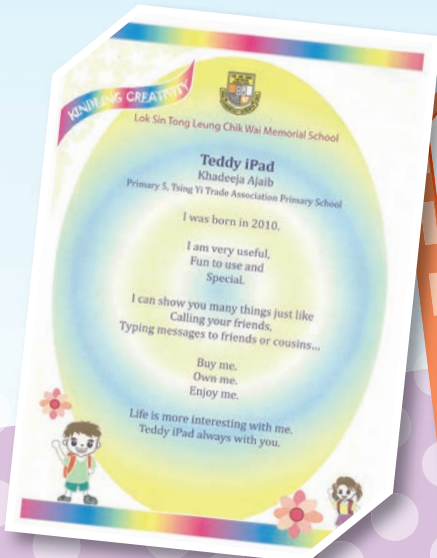 KINDLING CREATIVITY
Lok Sin Tong Leung Chik Wai Memorial School
Teddy iPad
Khadeeja Ajaib
Primary 5, Tsing Yi Trade Association Primary School
I was born in 2010.
I am very useful,
Fun to use and
Special.
I can show you many things just like
Calling your friends,
Typing messages to friends or cousins...
Buy me.
Own me.
Enjoy me.
Life is more interesting with me.
Teddy iPad always with you.